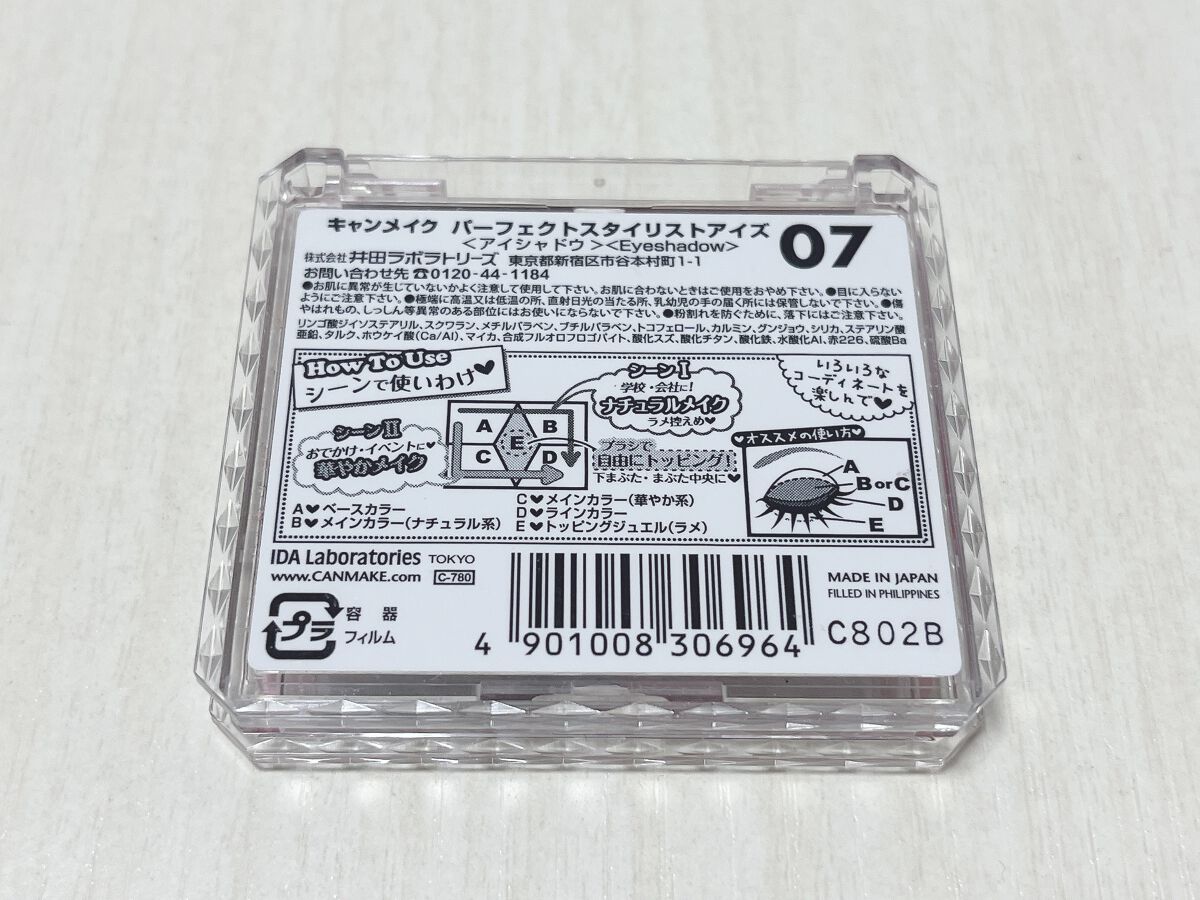 キャンメイク パーフェクトスタイリストアイズ 07
<アイシャドウ><Eyeshadow>
株式会社 井田ラボラトリーズ 東京都新宿区市谷本村町1-1
お問い合わせ先 ☎0120-44-1184
●お肌に異常が生じていないかよく注意して使用して下さい。お肌に合わないときはご使用をおやめ下さい。●目に入らない
ようにご注意下さい。●極端に高温又は低温の所、直射日光の当たる所、乳幼児の手の届く所には保管しないで下さい。●傷
やはれもの、しっしん等異常のある部位にはお使いにならないで下さい。●粉割れを防ぐために、落下にはご注意下さい。
リンゴ酸ジイソステアリル、スクワラン、メチルパラベン、ブチルパラベン、トコフェロール、カルミン、グンジョウ、シリカ、ステアリン酸
亜鉛、タルク、ホウケイ酸(Ca/Al)、マイカ、合成フルオロフロゴパイト、酸化スズ、酸化チタン、酸化鉄、水酸化Al、赤226、硫酸Ba
How To Use
シーンで使いわけ♥
シーンⅠ
学校・会社に!
ナチュラルメイク
ラメ控えめ♥
いろいろな
コーディネートを
楽しんで♥
シーンⅡ
おでかけ・イベントに♥
華やかメイク
A B
E
C D
ブラシで
自由にトッピング!
下まぶた・まぶた中央に♥
♥オススメの使い方♥
A
B or C
D
E
A♥ベースカラー
B♥メインカラー(ナチュラル系)
C♥メインカラー(華やか系)
D♥ラインカラー
E♥トッピングジュエル(ラメ)
IDA Laboratories TOKYO
www.CANMAKE.com C-780
プラ
容器
フィルム
4 901008 306964
MADE IN JAPAN
FILLED IN PHILIPPINES
C802B